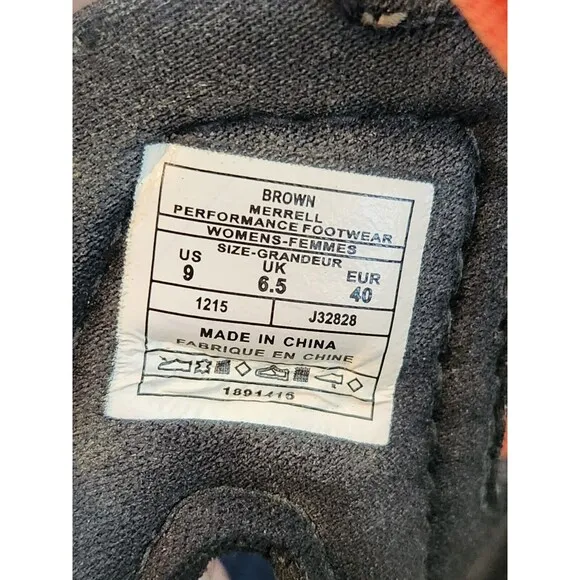 BROWN
MERRELL
PERFORMANCE FOOTWEAR
WOMENS-FEMMES
SIZE-GRANDEUR
US UK EUR
9 6.5 40
1215 J32828
MADE IN CHINA
FABRIQUE EN CHINE